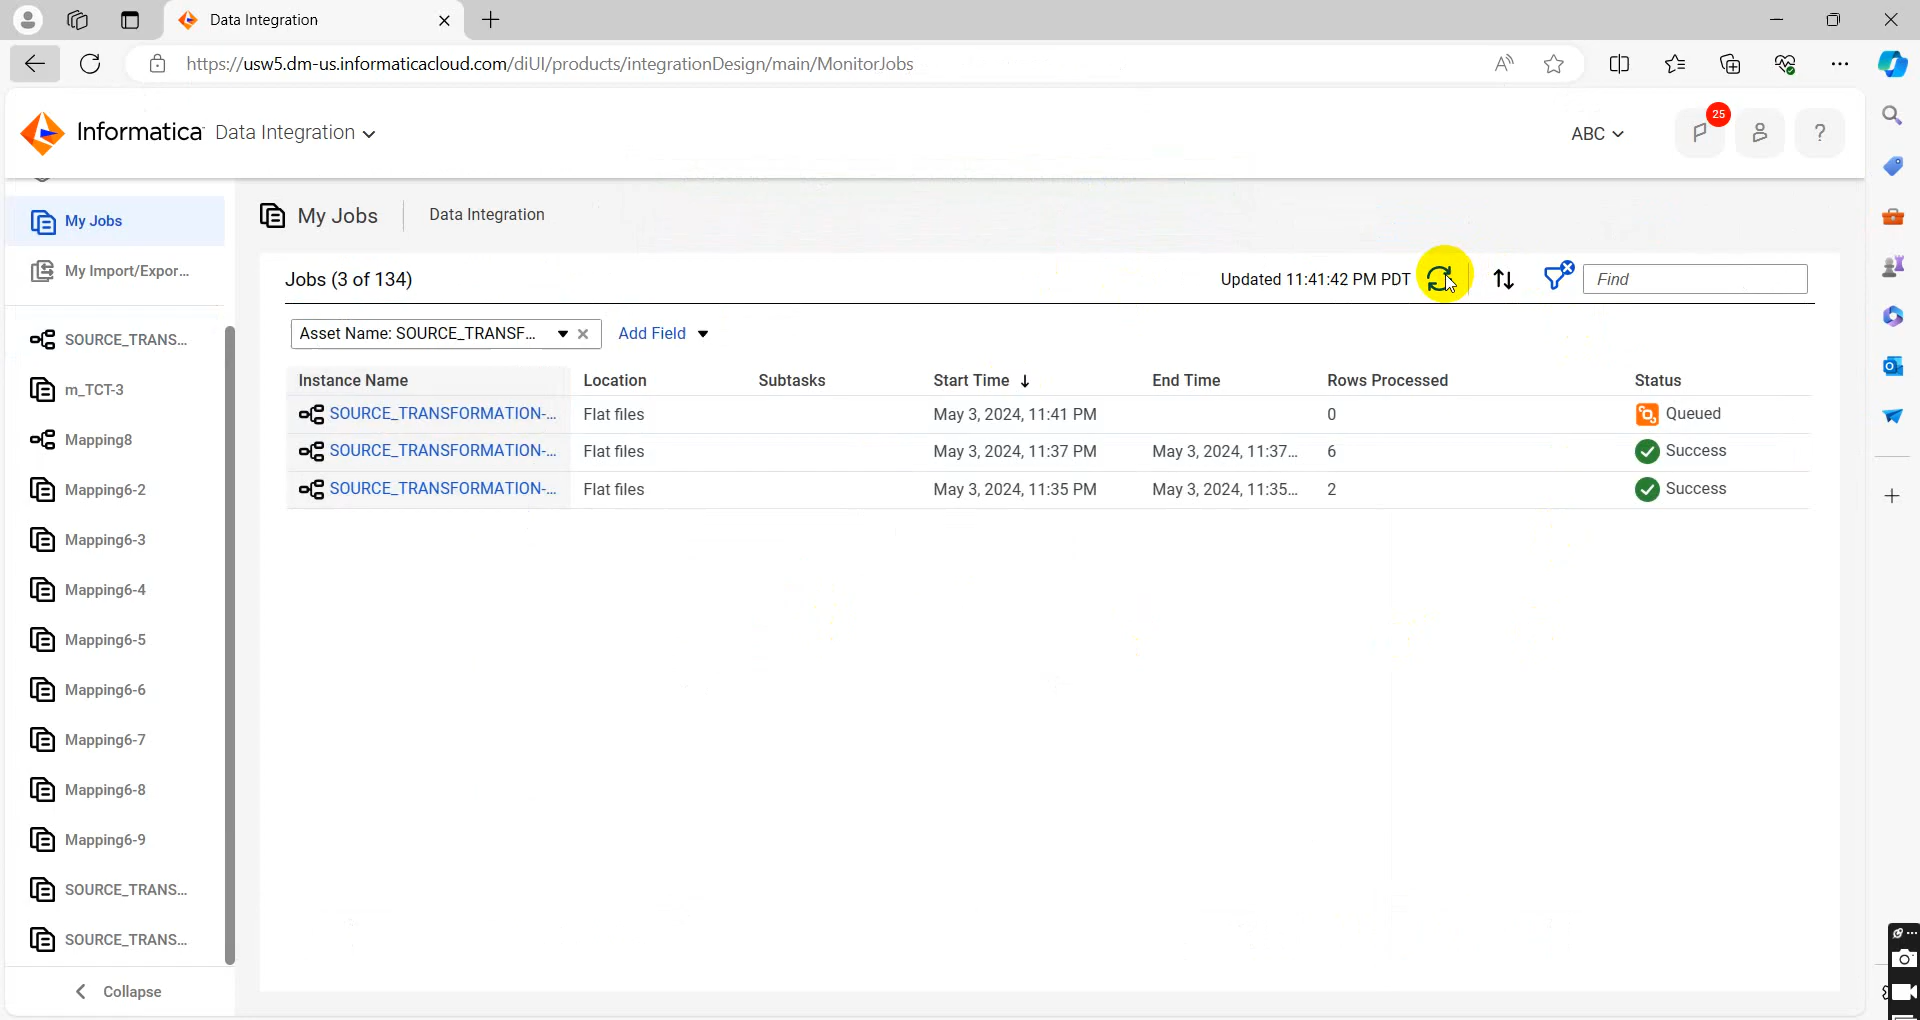 Data Integration
https://usw5.dm-us.informaticacloud.com/diUI/products/integrationDesign/main/MonitorJobs
Informatica Data Integration
ABC
25
?
My Jobs
My Import/Expor...
SOURCE_TRANS...
m_TCT-3
Mapping8
Mapping6-2
Mapping6-3
Mapping6-4
Mapping6-5
Mapping6-6
Mapping6-7
Mapping6-8
Mapping6-9
SOURCE_TRANS...
SOURCE_TRANS...
Collapse
My Jobs Data Integration
Jobs (3 of 134) Updated 11:41:42 PM PDT Find
Asset Name: SOURCE_TRANSF... Add Field
Instance Name Location Subtasks Start Time End Time Rows Processed Status
SOURCE_TRANSFORMATION-... Flat files May 3, 2024, 11:41 PM 0 Queued
SOURCE_TRANSFORMATION-... Flat files May 3, 2024, 11:37 PM May 3, 2024, 11:37... 6 Success
SOURCE_TRANSFORMATION-... Flat files May 3, 2024, 11:35 PM May 3, 2024, 11:35... 2 Success